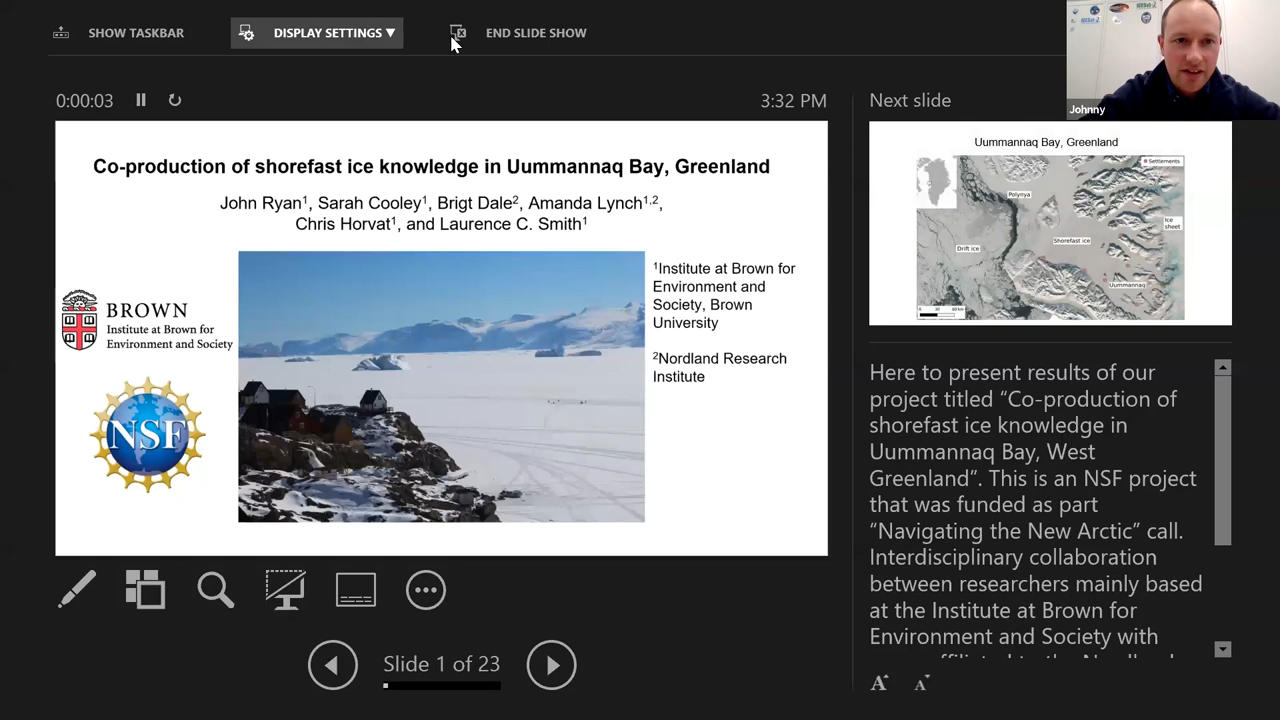 SHOW TASKBAR
DISPLAY SETTINGS ▼
END SLIDE SHOW
0:00:03
3:32 PM
Next slide
Johnny
Co-production of shorefast ice knowledge in Uummannaq Bay, Greenland
John Ryan¹, Sarah Cooley¹, Brigt Dale², Amanda Lynch¹˒²,
Chris Horvat¹, and Laurence C. Smith¹
¹Institute at Brown for
Environment and
Society, Brown
University
²Nordland Research
Institute
BROWN
Institute at Brown for
Environment and Society
NSF
Uummannaq Bay, Greenland
Settlements
Polynya
Ice
sheet
Shorefast ice
Drift ice
Uummannaq
Here to present results of our
project titled “Co-production of
shorefast ice knowledge in
Uummannaq Bay, West
Greenland”. This is an NSF project
that was funded as part
“Navigating the New Arctic” call.
Interdisciplinary collaboration
between researchers mainly based
at the Institute at Brown for
Environment and Society with
Slide 1 of 23
A A